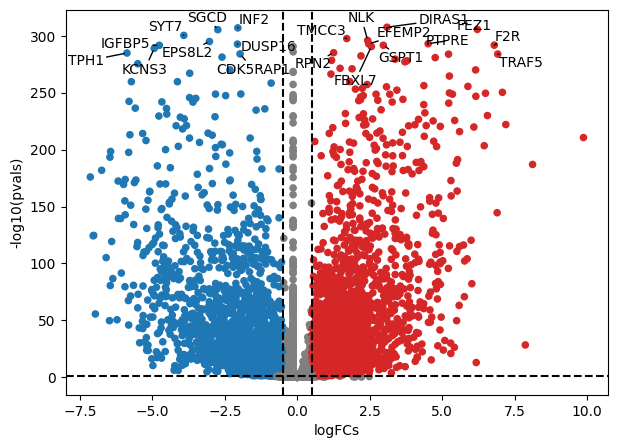 SGCD INF2 NLK DIRAS1
SYT7 TMCC3 EFEMP2 FEZ1
IGFBP5 DUSP16 PTPRE F2R
EPS8L2 GSPT1
TPH1 KCNS3 CDK5RAP1 RPN2 TRAF5
FBXL7
300
250
200
150
100
50
0
-log10(pvals)
-7.5 -5.0 -2.5 0.0 2.5 5.0 7.5 10.0
logFCs